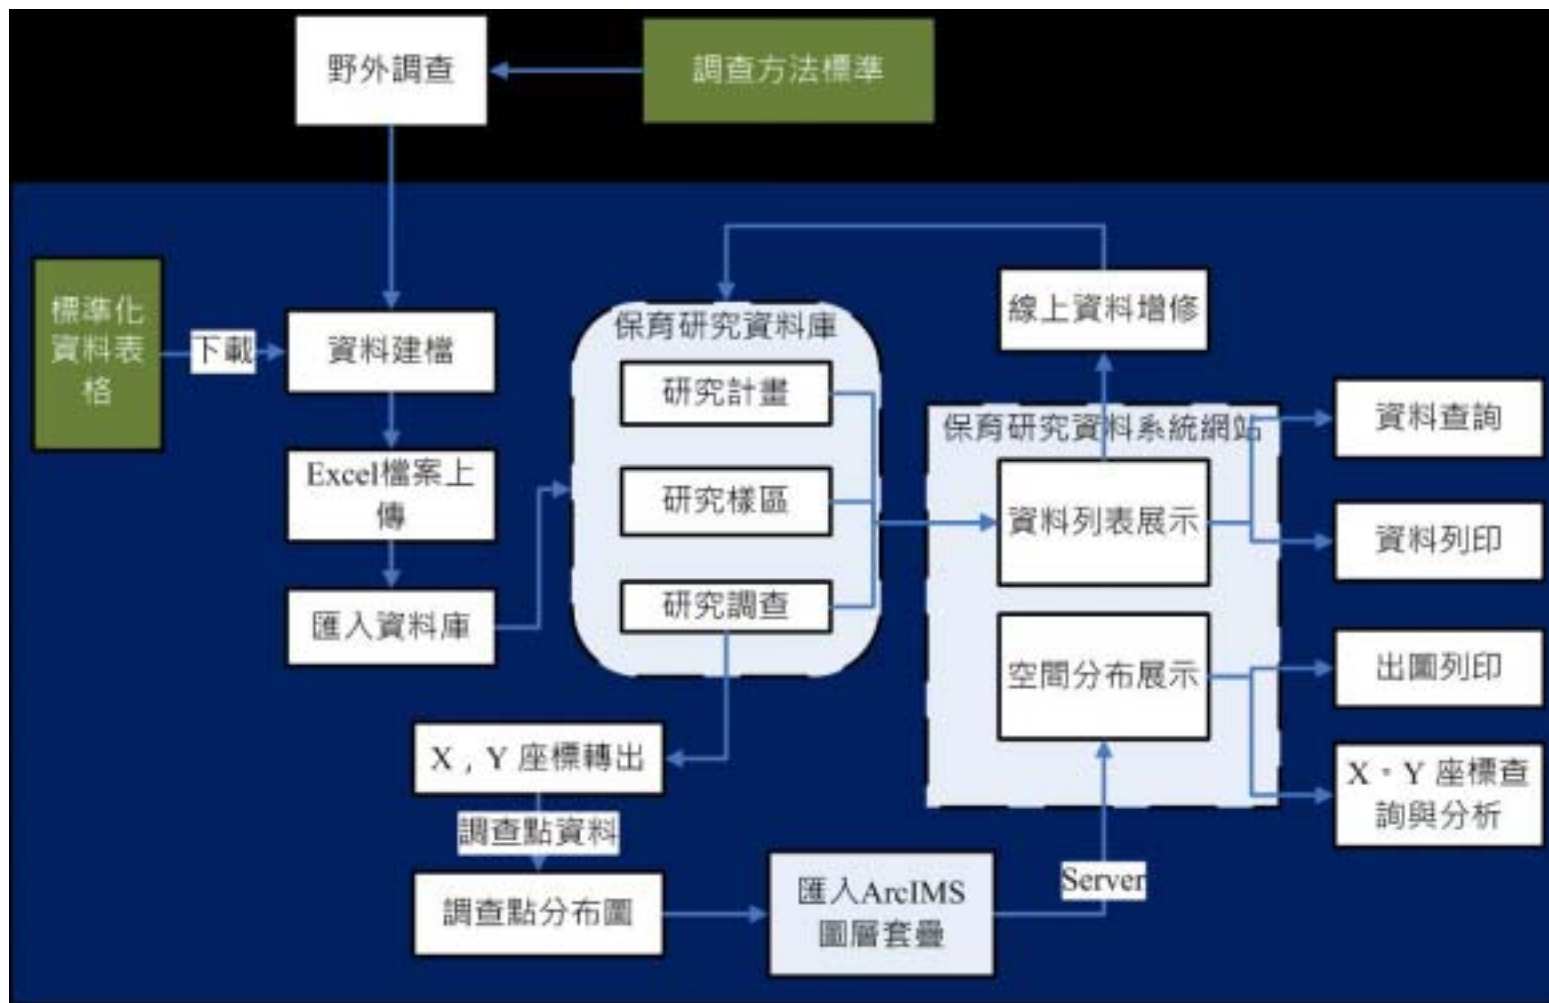 野外調查
調查方法標準
標準化
資料表
格
下載
資料建檔
Excel檔案上
傳
匯入資料庫
保育研究資料庫
研究計畫
研究樣區
研究調查
線上資料增修
保育研究資料系統網站
資料列表展示
空間分布展示
資料查詢
資料列印
出圖列印
X,Y 座標查
詢與分析
X , Y 座標轉出
調查點資料
調查點分布圖
匯入ArcIMS
圖層套疊
Server